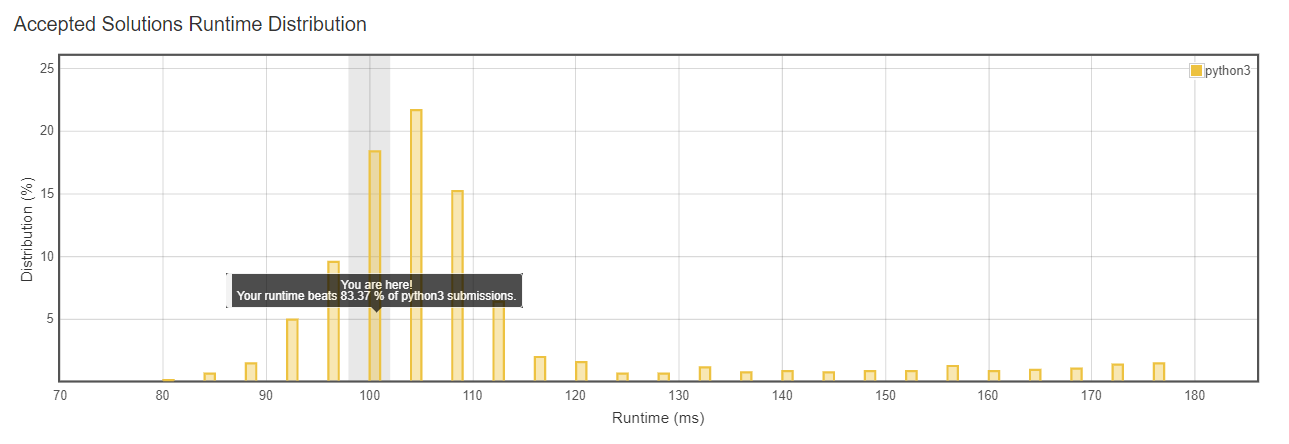 Accepted Solutions Runtime Distribution
25
python3
20
15
10
5
Distribution (%)
You are here!
Your runtime beats 83.37 % of python3 submissions.
70 80 90 100 110 120 130 140 150 160 170 180
Runtime (ms)